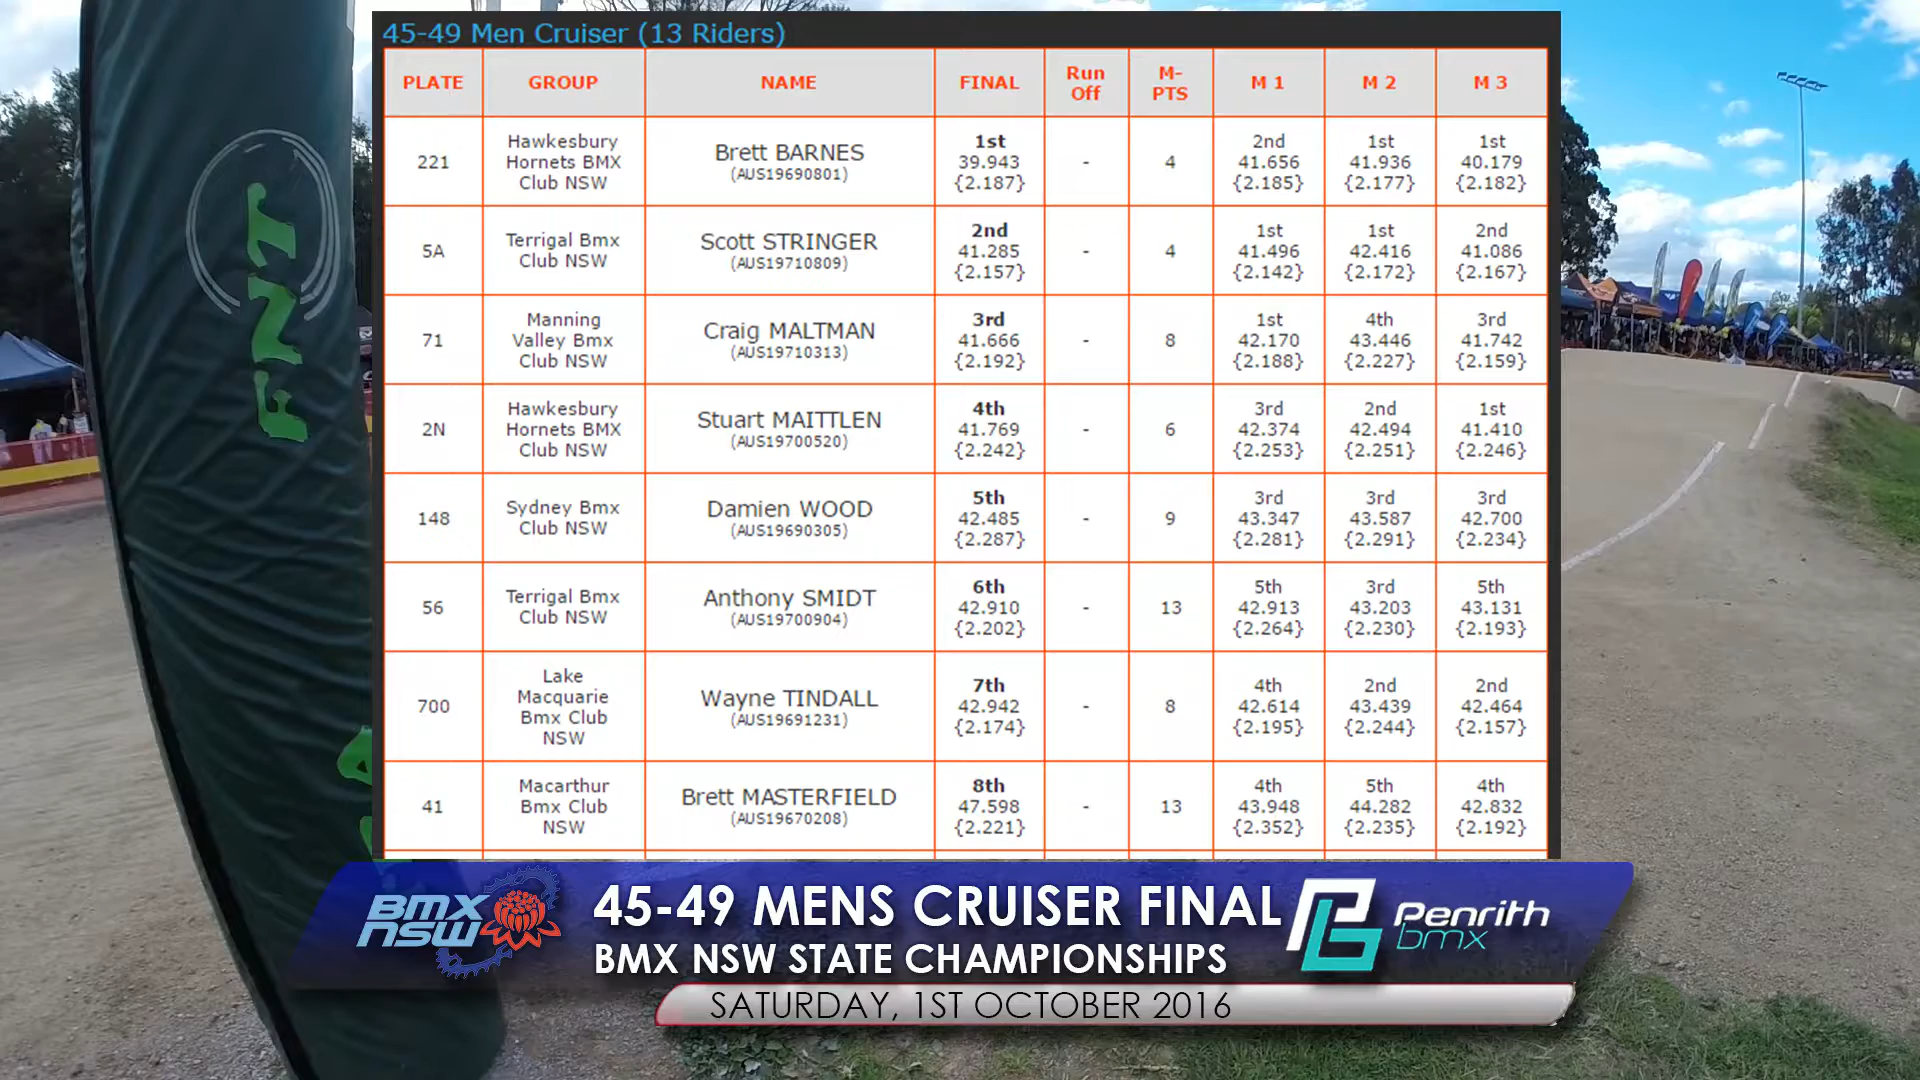 45-49 Men Cruiser (13 Riders)
PLATE GROUP NAME FINAL Run Off M-PTS M 1 M 2 M 3
221
Hawkesbury
Hornets BMX
Club NSW
Brett BARNES
(AUS19690801)
1st
39.943
{2.187}
-
4
2nd
41.656
{2.185}
1st
41.936
{2.177}
1st
40.179
{2.182}
5A
Terrigal Bmx
Club NSW
Scott STRINGER
(AUS19710809)
2nd
41.285
{2.157}
-
4
1st
41.496
{2.142}
1st
42.416
{2.172}
2nd
41.086
{2.167}
71
Manning
Valley Bmx
Club NSW
Craig MALTMAN
(AUS19710313)
3rd
41.666
{2.192}
-
8
1st
42.170
{2.188}
4th
43.446
{2.227}
3rd
41.742
{2.159}
2N
Hawkesbury
Hornets BMX
Club NSW
Stuart MAITTLEN
(AUS19700520)
4th
41.769
{2.242}
-
6
3rd
42.374
{2.253}
2nd
42.494
{2.251}
1st
41.410
{2.246}
148
Sydney Bmx
Club NSW
Damien WOOD
(AUS19690305)
5th
42.485
{2.287}
-
9
3rd
43.347
{2.281}
3rd
43.587
{2.291}
3rd
42.700
{2.234}
56
Terrigal Bmx
Club NSW
Anthony SMIDT
(AUS19700904)
6th
42.910
{2.202}
-
13
5th
42.913
{2.264}
3rd
43.203
{2.230}
5th
43.131
{2.193}
700
Lake
Macquarie
Bmx Club
NSW
Wayne TINDALL
(AUS19691231)
7th
42.942
{2.174}
-
8
4th
42.614
{2.195}
2nd
43.439
{2.244}
2nd
42.464
{2.157}
41
Macarthur
Bmx Club
NSW
Brett MASTERFIELD
(AUS19670208)
8th
47.598
{2.221}
-
13
4th
43.948
{2.352}
5th
44.282
{2.235}
4th
42.832
{2.192}
FNT
BMX
NSW
45-49 MENS CRUISER FINAL
BMX NSW STATE CHAMPIONSHIPS
Penrith
bmx
SATURDAY, 1ST OCTOBER 2016